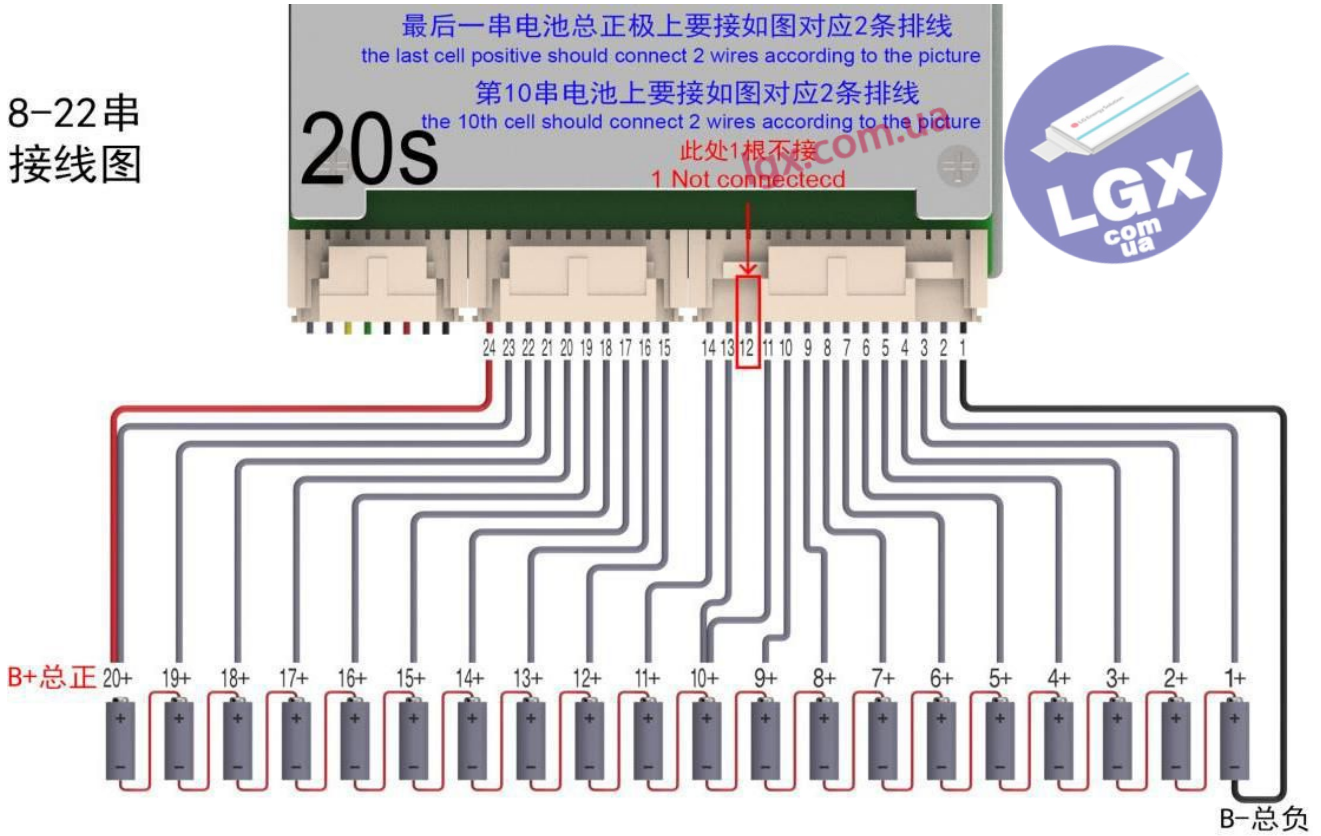 最后一串电池总正极上要接如图对应2条排线
the last cell positive should connect 2 wires according to the picture
第10串电池上要接如图对应2条排线
the 10th cell should connect 2 wires according to the picture
8-22串
接线图
20s
此处1根不接
1 Not connectecd
lgx.com.ua
LG Energy Solution
LGX
com
ua
24 23 22 21 20 19 18 17 16 15 14 13 12 11 10 9 8 7 6 5 4 3 2 1
B+总正 20+ 19+ 18+ 17+ 16+ 15+ 14+ 13+ 12+ 11+ 10+ 9+ 8+ 7+ 6+ 5+ 4+ 3+ 2+ 1+
+ + + + + + + + + + + + + + + + + + + +
− − − − − − − − − − − − − − − − − − − −
B-总负